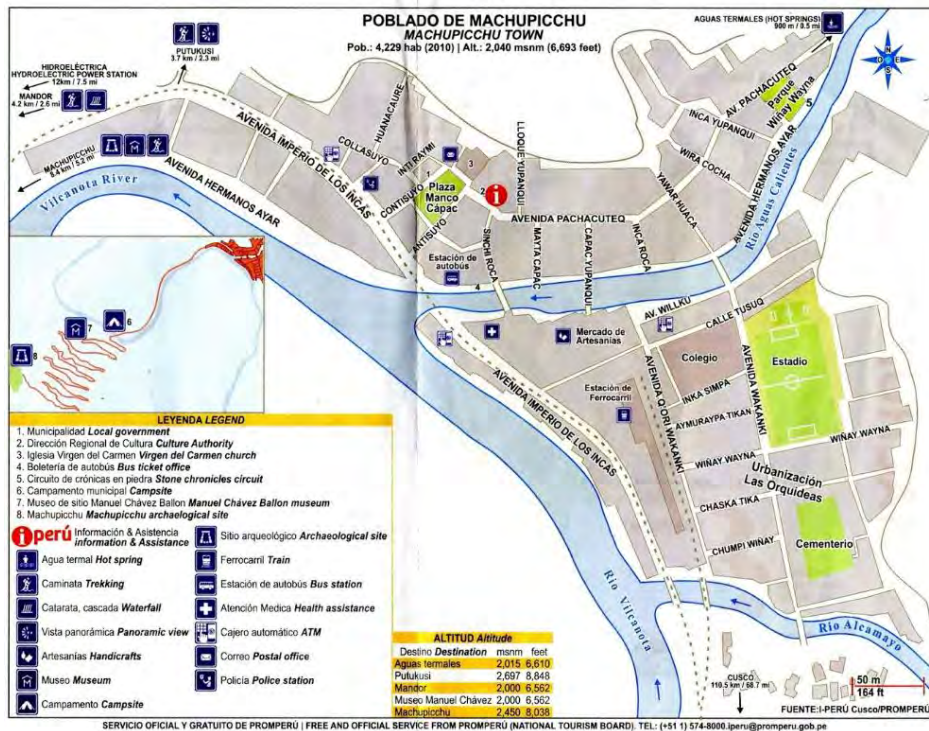 POBLADO DE MACHUPICCHU
MACHUPICCHU TOWN
Pob.: 4,229 hab (2010) | Alt.: 2,040 msnm (6,693 feet)
AGUAS TERMALES (HOT SPRINGS)
900 m / 0.5 mi
N
O
E
S
PUTUKUSI
3.7 km / 2.3 mi
HIDROELÉCTRICA
HYDROELECTRIC POWER STATION
12km / 7.5 mi
MANDOR
4.2 km / 2.6 mi
MACHUPICCHU
8.4 km / 5.2 mi
Vilcanota River
AVENIDA HERMANOS AYAR
AVENIDA IMPERIO DE LOS INCAS
COLLASUYO
HUANACAURE
INTI RAYMI
CONTISUYO
ANTISUYO
1
Plaza
Manco
Cápac
3
2
LLOQUE YUPANQUI
AVENIDA PACHACUTEQ
SINCHI ROCA
MAYTA CAPAC
CAPAC YUPANQUI
INCA ROCA
YAWAR HUACA
WIRA COCHA
INCA YUPANQUI
AV. PACHACUTEQ
Parque
Wiñay Wayna
5
AVENIDA HERMANOS AYAR
Río Aguas Calientes
Estación de
autobús
4
AV. WILLKU
CALLE TUSUQ
Mercado de
Artesanías
Colegio
Estadio
AVENIDA WAKANKI
AVENIDA Q'ORI WAKANKI
INKA SIMPA
AYMURAYPA TIKAN
WIÑAY WAYNA
WIÑAY WAYNA
Estación de
Ferrocarril
AVENIDA IMPERIO DE LOS INCAS
Urbanización
Las Orquideas
CHASKA TIKA
CHUMPI WIÑAY
Cementerio
Río Vilcanota
Río Alcamayo
CUSCO
110.5 km / 68.7 mi
50 m
164 ft
FUENTE:I-PERÚ Cusco/PROMPERÚ
6
7
8
LEYENDA LEGEND
1. Municipalidad Local government
2. Dirección Regional de Cultura Culture Authority
3. Iglesia Virgen del Carmen Virgen del Carmen church
4. Boletería de autobús Bus ticket office
5. Circuito de crónicas en piedra Stone chronicles circuit
6. Campamento municipal Campsite
7. Museo de sitio Manuel Chávez Ballon Manuel Chávez Ballon museum
8. Machupicchu Machupicchu archaeological site
iperú Información & Asistencia
information & Assistance
Agua termal Hot spring
Caminata Trekking
Catarata, cascada Waterfall
Vista panorámica Panoramic view
Artesanías Handicrafts
Museo Museum
Campamento Campsite
Sitio arqueológico Archaeological site
Ferrocarril Train
Estación de autobús Bus station
Atención Medica Health assistance
Cajero automático ATM
Correo Postal office
Policía Police station
ALTITUD Altitude
Destino Destination msnm feet
Aguas termales 2,015 6,610
Putukusi 2,697 8,848
Mandor 2,000 6,562
Museo Manuel Chávez 2,000 6,562
Machupicchu 2,450 8,038
SERVICIO OFICIAL Y GRATUITO DE PROMPERÚ | FREE AND OFFICIAL SERVICE FROM PROMPERÚ (NATIONAL TOURISM BOARD). TEL: (+51 1) 574-8000.iperu@promperu.gob.pe